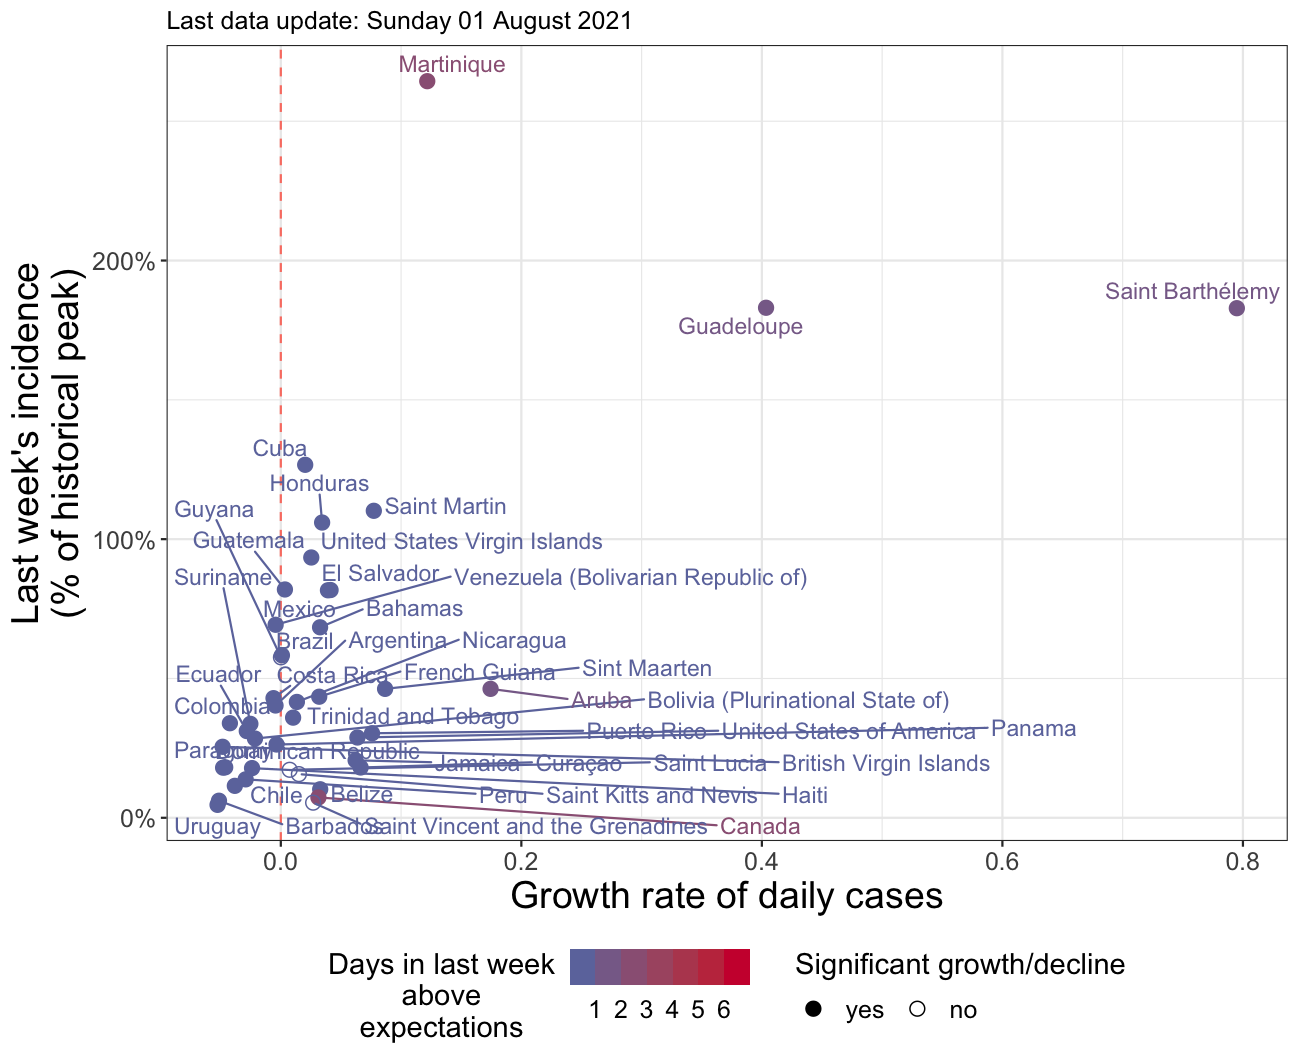 Last data update: Sunday 01 August 2021
Martinique
Saint Barthélemy
Guadeloupe
Cuba
Honduras
Guyana
Saint Martin
Guatemala
United States Virgin Islands
Suriname
El Salvador
Venezuela (Bolivarian Republic of)
Mexico
Bahamas
Brazil
Argentina
Nicaragua
Ecuador
Costa Rica
French Guiana
Sint Maarten
Colombia
Aruba
Bolivia (Plurinational State of)
Trinidad and Tobago
Puerto Rico
United States of America
Panama
Paraguay
Dominican Republic
Jamaica
Curaçao
Saint Lucia
British Virgin Islands
Chile
Belize
Peru
Saint Kitts and Nevis
Haiti
Uruguay
Barbados
Saint Vincent and the Grenadines
Canada
200%
100%
0%
0.0
0.2
0.4
0.6
0.8
Last week's incidence
(% of historical peak)
Growth rate of daily cases
Days in last week
above
expectations
1 2 3 4 5 6
Significant growth/decline
yes
no